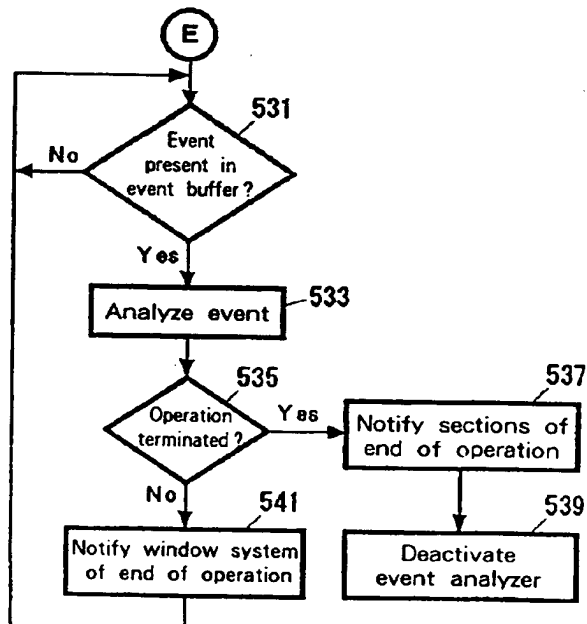 E
531
Event
present in
event buffer?
No
Yes
Analyze event
533
535
Operation
terminated?
Yes
537
Notify sections of
end of operation
No
541
539
Notify window system
of end of operation
Deactivate
event analyzer